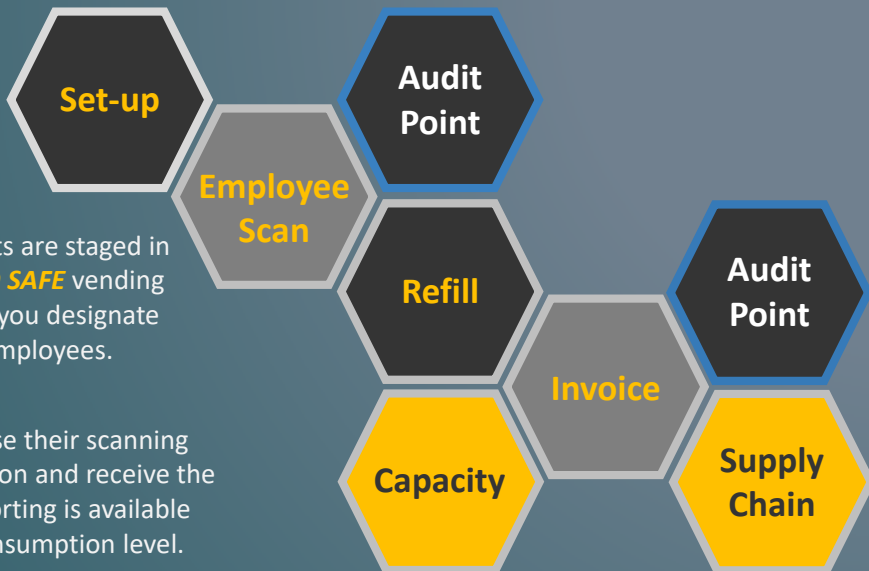 Set-up
Audit
Point
Employee
Scan
ts are staged in
SAFE vending
you designate
mployees.
Refill
Audit
Point
Invoice
se their scanning
on and receive the
orting is available
nsumption level.
Capacity
Supply
Chain